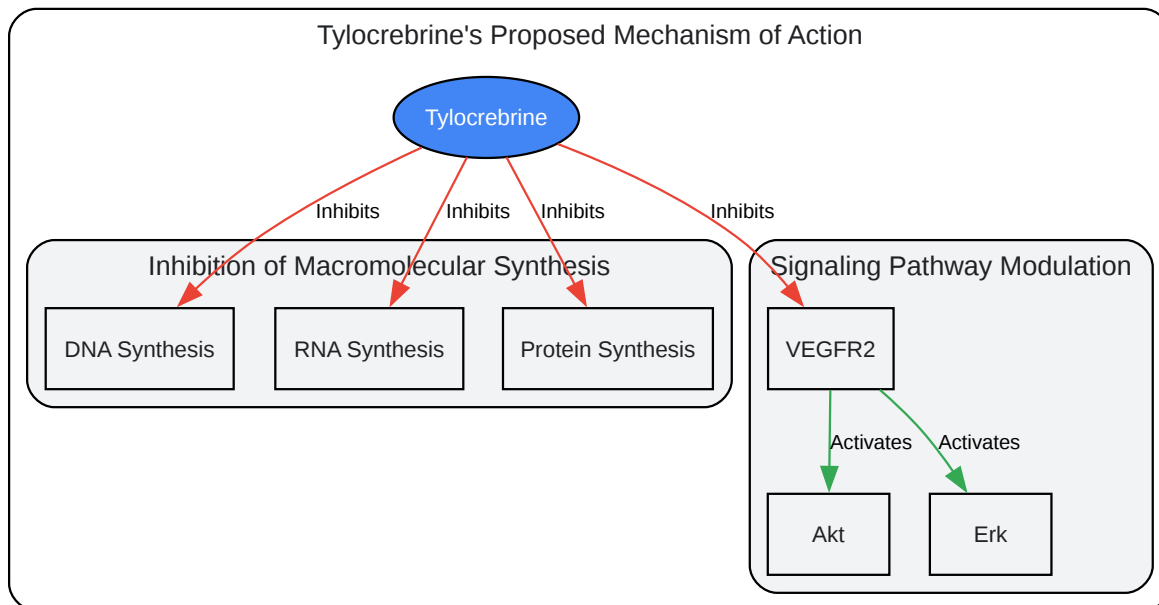 Tylocrebrine's Proposed Mechanism of Action
Tylocrebrine
Inhibits
Inhibits
Inhibits
Inhibits
Inhibition of Macromolecular Synthesis
Signaling Pathway Modulation
DNA Synthesis
RNA Synthesis
Protein Synthesis
VEGFR2
Activates
Activates
Akt
Erk